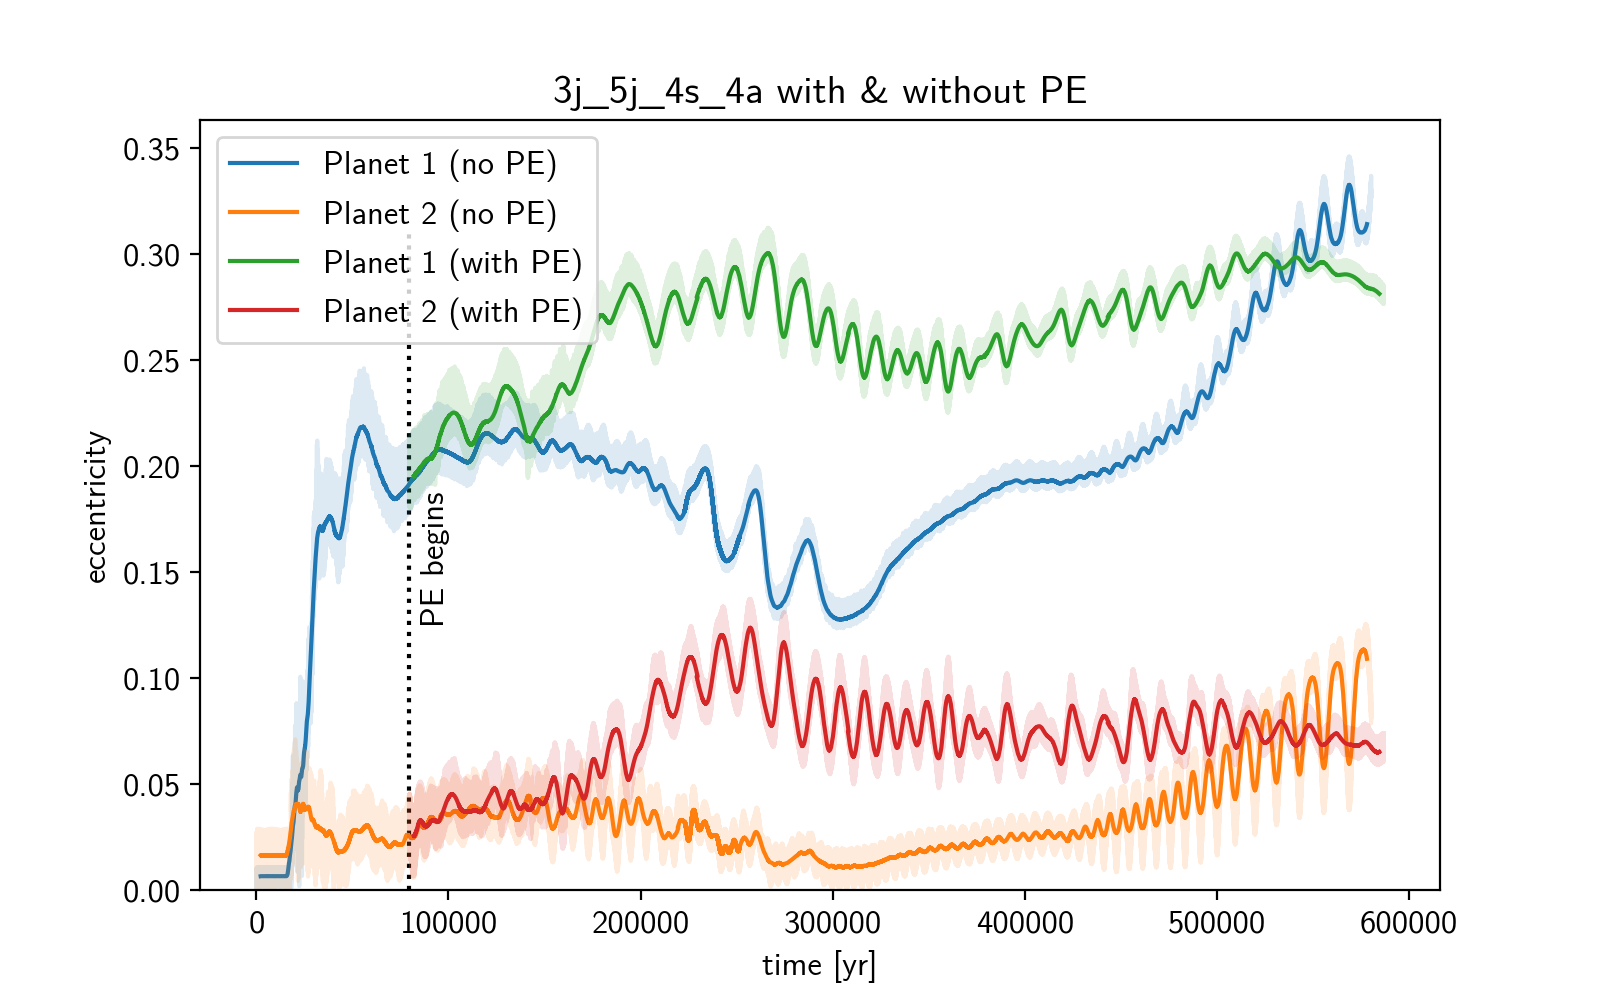 3j_5j_4s_4a with & without PE
0.35
0.30
0.25
0.20
0.15
0.10
0.05
0.00
eccentricity
Planet 1 (no PE)
Planet 2 (no PE)
Planet 1 (with PE)
Planet 2 (with PE)
PE begins
0
100000
200000
300000
400000
500000
600000
time [yr]